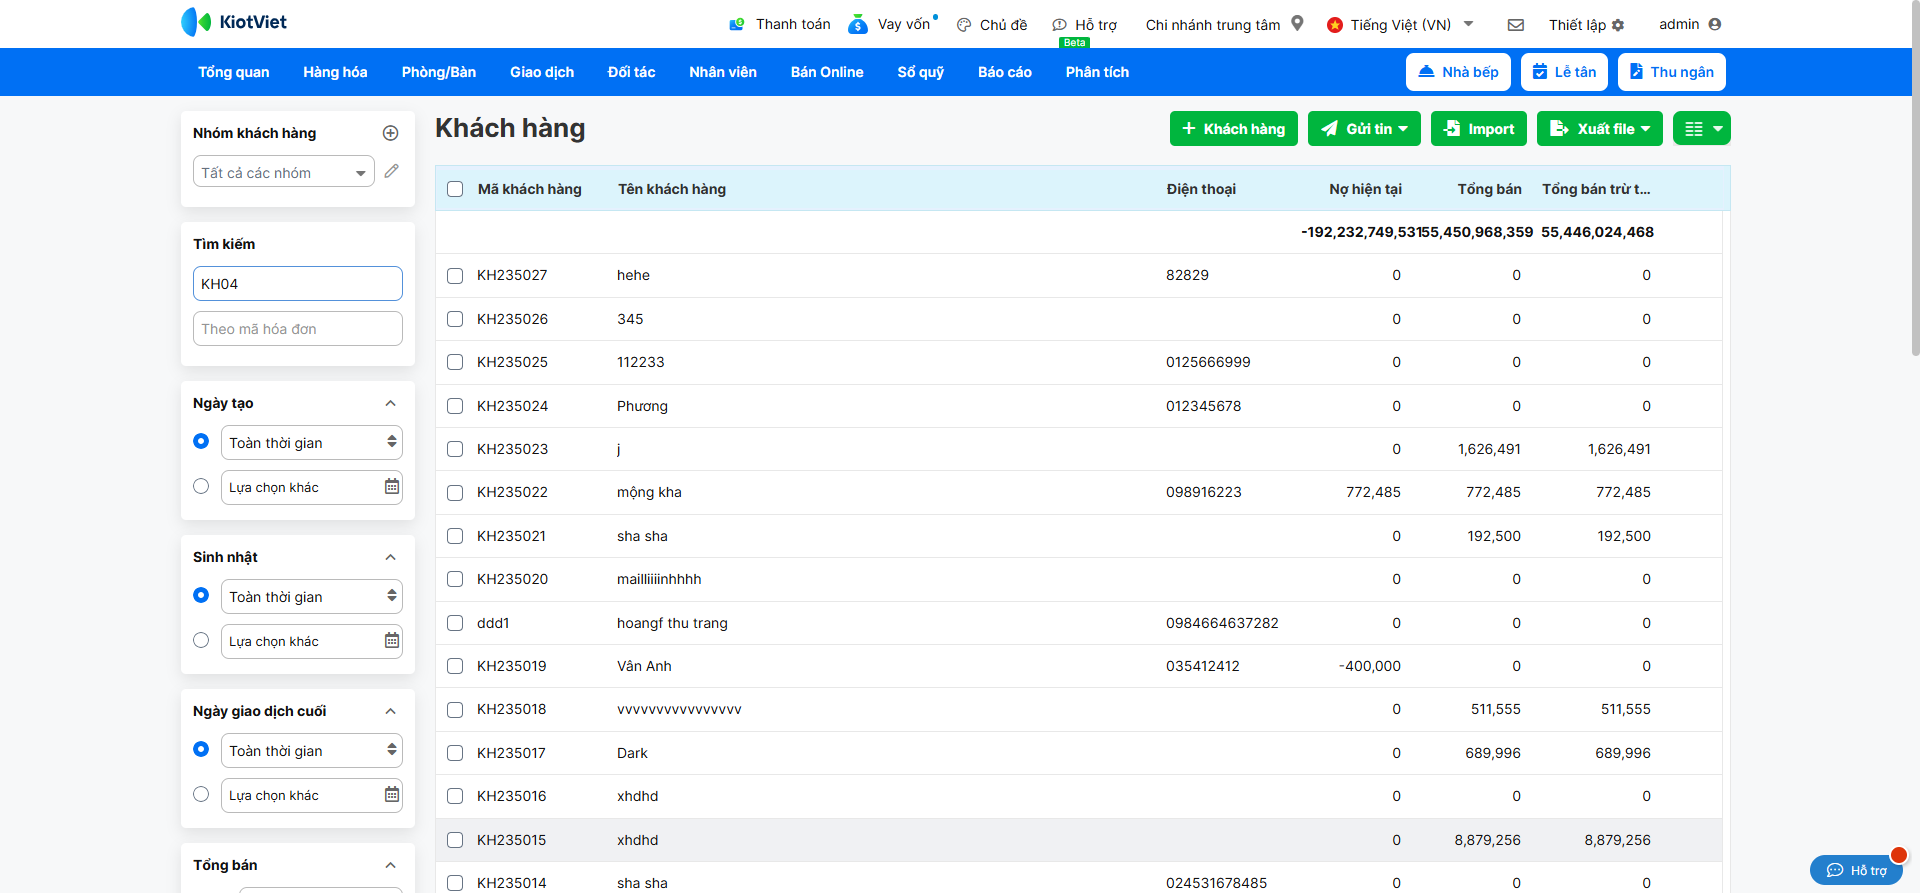 KiotViet
Thanh toán
Vay vốn
Chủ đề
Hỗ trợ
Beta
Chi nhánh trung tâm
Tiếng Việt (VN)
Thiết lập
admin
Tổng quan
Hàng hóa
Phòng/Bàn
Giao dịch
Đối tác
Nhân viên
Bán Online
Sổ quỹ
Báo cáo
Phân tích
Nhà bếp
Lễ tân
Thu ngân
Nhóm khách hàng
Tất cả các nhóm
Tìm kiếm
KH04
Theo mã hóa đơn
Ngày tạo
Toàn thời gian
Lựa chọn khác
Sinh nhật
Toàn thời gian
Lựa chọn khác
Ngày giao dịch cuối
Toàn thời gian
Lựa chọn khác
Tổng bán
Khách hàng
Khách hàng
Gửi tin
Import
Xuất file
Mã khách hàng Tên khách hàng Điện thoại Nợ hiện tại Tổng bán Tổng bán trừ t...
-192,232,749,53155,450,968,359 55,446,024,468
KH235027 hehe 82829 0 0 0
KH235026 345 0 0 0
KH235025 112233 0125666999 0 0 0
KH235024 Phương 012345678 0 0 0
KH235023 j 0 1,626,491 1,626,491
KH235022 mộng kha 098916223 772,485 772,485 772,485
KH235021 sha sha 0 192,500 192,500
KH235020 mailliiiinhhhh 0 0 0
ddd1 hoangf thu trang 0984664637282 0 0 0
KH235019 Vân Anh 035412412 -400,000 0 0
KH235018 vvvvvvvvvvvvvvvv 0 511,555 511,555
KH235017 Dark 0 689,996 689,996
KH235016 xhdhd 0 0 0
KH235015 xhdhd 0 8,879,256 8,879,256
KH235014 sha sha 024531678485 0 0 0
Hỗ trợ